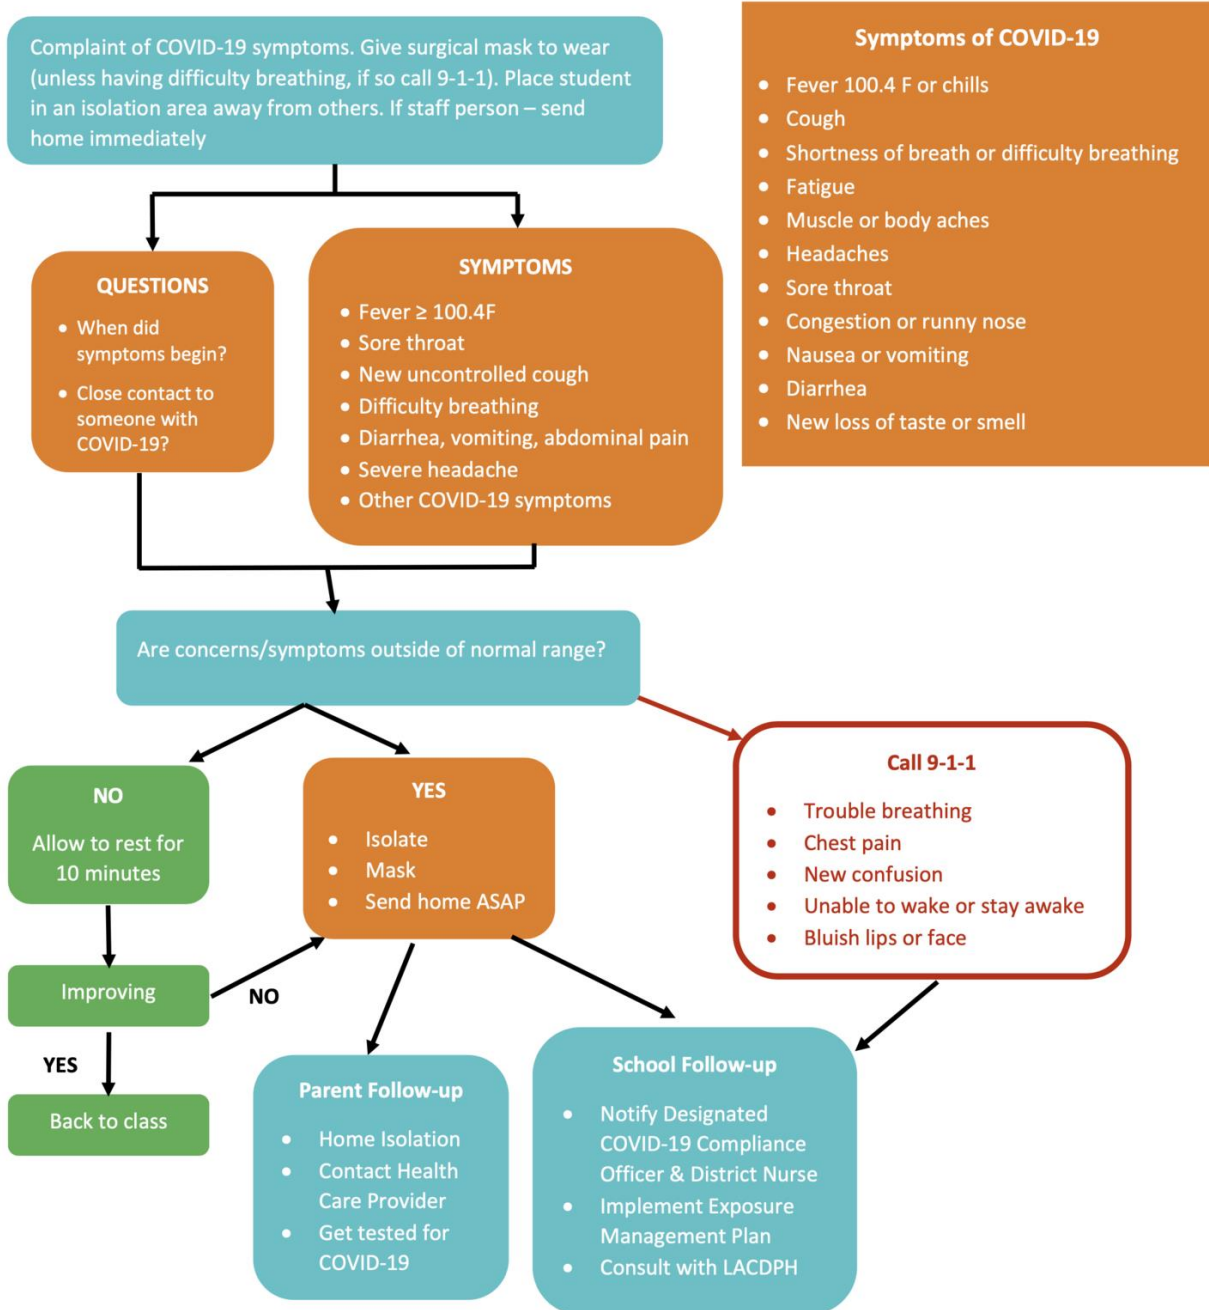 Complaint of COVID-19 symptoms. Give surgical mask to wear
(unless having difficulty breathing, if so call 9-1-1). Place student
in an isolation area away from others. If staff person – send
home immediately
Symptoms of COVID-19
• Fever 100.4 F or chills
• Cough
• Shortness of breath or difficulty breathing
• Fatigue
• Muscle or body aches
• Headaches
• Sore throat
• Congestion or runny nose
• Nausea or vomiting
• Diarrhea
• New loss of taste or smell
QUESTIONS
• When did
symptoms begin?
• Close contact to
someone with
COVID-19?
SYMPTOMS
• Fever ≥ 100.4F
• Sore throat
• New uncontrolled cough
• Difficulty breathing
• Diarrhea, vomiting, abdominal pain
• Severe headache
• Other COVID-19 symptoms
Are concerns/symptoms outside of normal range?
NO
Allow to rest for
10 minutes
YES
• Isolate
• Mask
• Send home ASAP
Call 9-1-1
• Trouble breathing
• Chest pain
• New confusion
• Unable to wake or stay awake
• Bluish lips or face
Improving
NO
YES
Back to class
Parent Follow-up
• Home Isolation
• Contact Health
Care Provider
• Get tested for
COVID-19
School Follow-up
• Notify Designated
COVID-19 Compliance
Officer & District Nurse
• Implement Exposure
Management Plan
• Consult with LACDPH